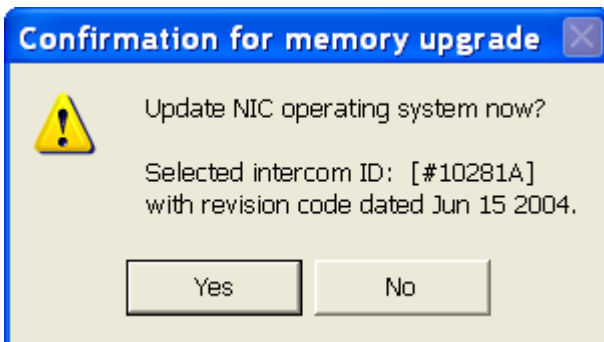 Confirmation for memory upgrade
Update NIC operating system now?
Selected intercom ID: [#10281A]
with revision code dated Jun 15 2004.
Yes
No